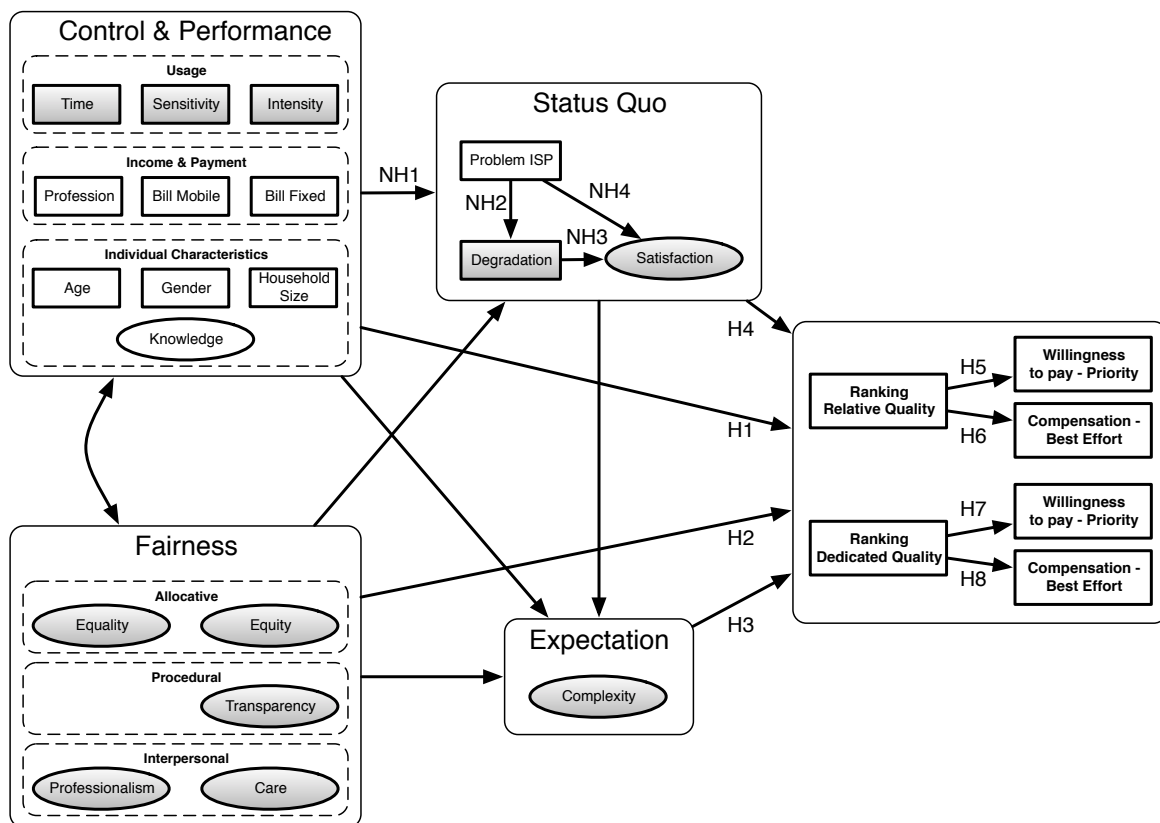 Control & Performance
Usage
Time
Sensitivity
Intensity
Income & Payment
Profession
Bill Mobile
Bill Fixed
Individual Characteristics
Age
Gender
Household
Size
Knowledge
NH1
Status Quo
Problem ISP
NH2
NH4
Degradation
NH3
Satisfaction
H4
H1
H2
H3
Ranking
Relative Quality
H5
H6
Willingness
to pay - Priority
Compensation -
Best Effort
Ranking
Dedicated Quality
H7
H8
Willingness
to pay - Priority
Compensation -
Best Effort
Fairness
Allocative
Equality
Equity
Procedural
Transparency
Interpersonal
Professionalism
Care
Expectation
Complexity